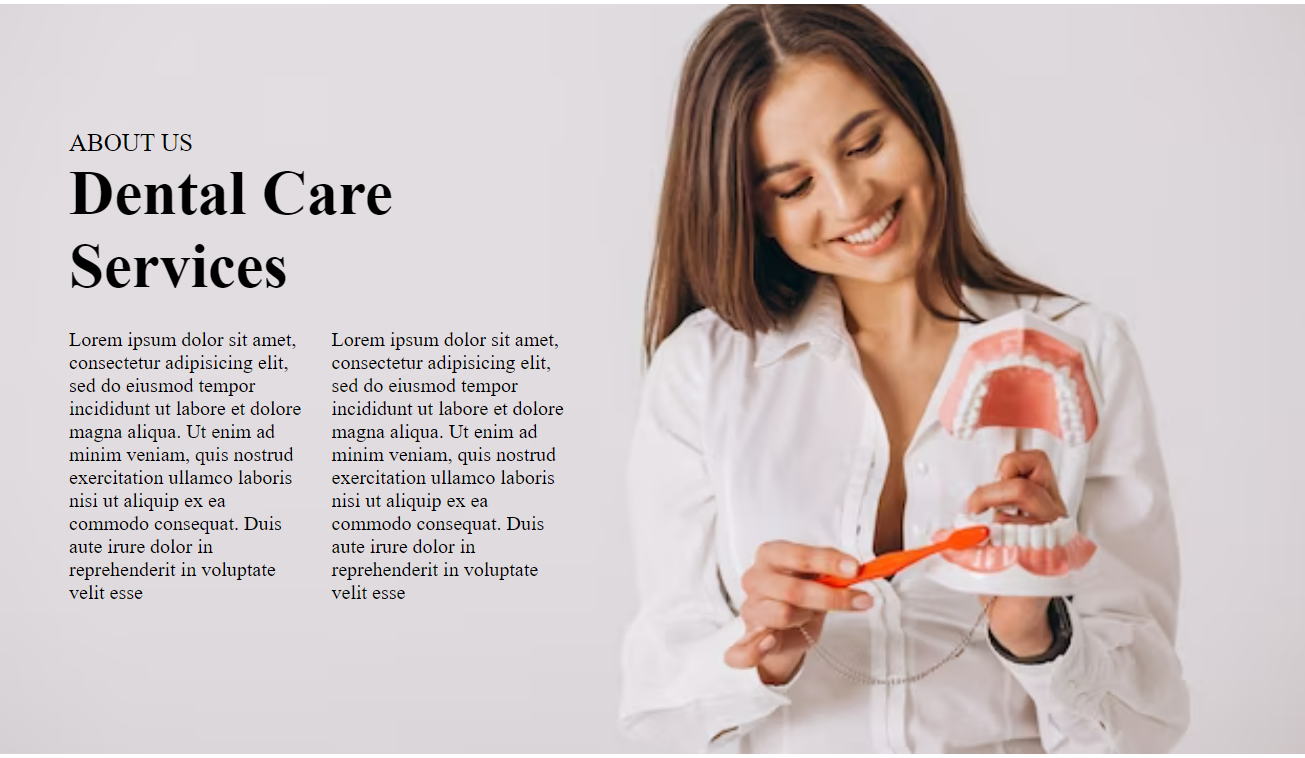 ABOUT US
Dental Care
Services
Lorem ipsum dolor sit amet,
consectetur adipisicing elit,
sed do eiusmod tempor
incididunt ut labore et dolore
magna aliqua. Ut enim ad
minim veniam, quis nostrud
exercitation ullamco laboris
nisi ut aliquip ex ea
commodo consequat. Duis
aute irure dolor in
reprehenderit in voluptate
velit esse
Lorem ipsum dolor sit amet,
consectetur adipisicing elit,
sed do eiusmod tempor
incididunt ut labore et dolore
magna aliqua. Ut enim ad
minim veniam, quis nostrud
exercitation ullamco laboris
nisi ut aliquip ex ea
commodo consequat. Duis
aute irure dolor in
reprehenderit in voluptate
velit esse